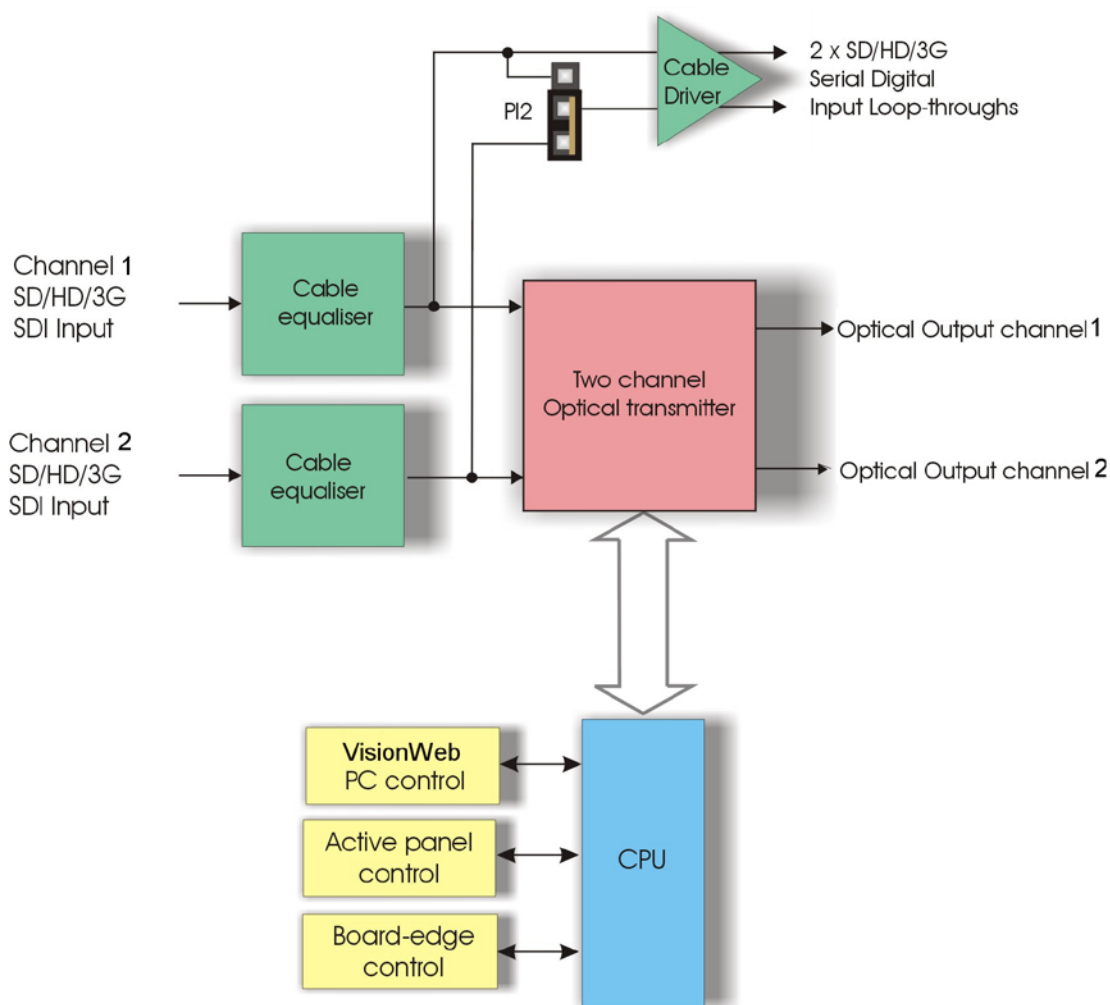 2 x SD/HD/3G
Serial Digital
Input Loop-throughs
Cable
Driver
PI2
Channel 1
SD/HD/3G
SDI Input
Cable
equaliser
Two channel
Optical transmitter
Optical Output channel 1
Channel 2
SD/HD/3G
SDI Input
Cable
equaliser
Optical Output channel 2
VisionWeb
PC control
Active panel
control
Board-edge
control
CPU